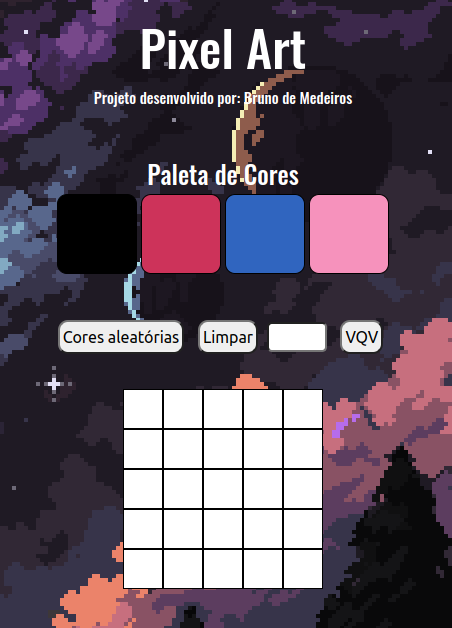 Pixel Art
Projeto desenvolvido por: Bruno de Medeiros
Paleta de Cores
Cores aleatórias Limpar VQV